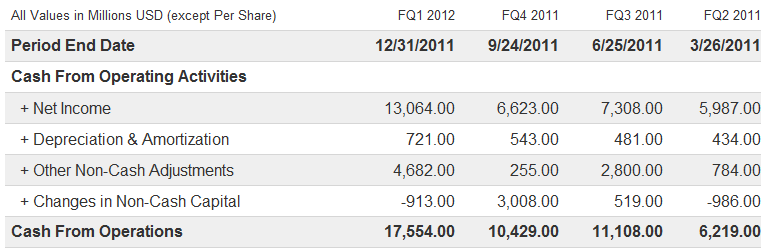 All Values in Millions USD (except Per Share) FQ1 2012 FQ4 2011 FQ3 2011 FQ2 2011
Period End Date 12/31/2011 9/24/2011 6/25/2011 3/26/2011
Cash From Operating Activities
+ Net Income 13,064.00 6,623.00 7,308.00 5,987.00
+ Depreciation & Amortization 721.00 543.00 481.00 434.00
+ Other Non-Cash Adjustments 4,682.00 255.00 2,800.00 784.00
+ Changes in Non-Cash Capital -913.00 3,008.00 519.00 -986.00
Cash From Operations 17,554.00 10,429.00 11,108.00 6,219.00